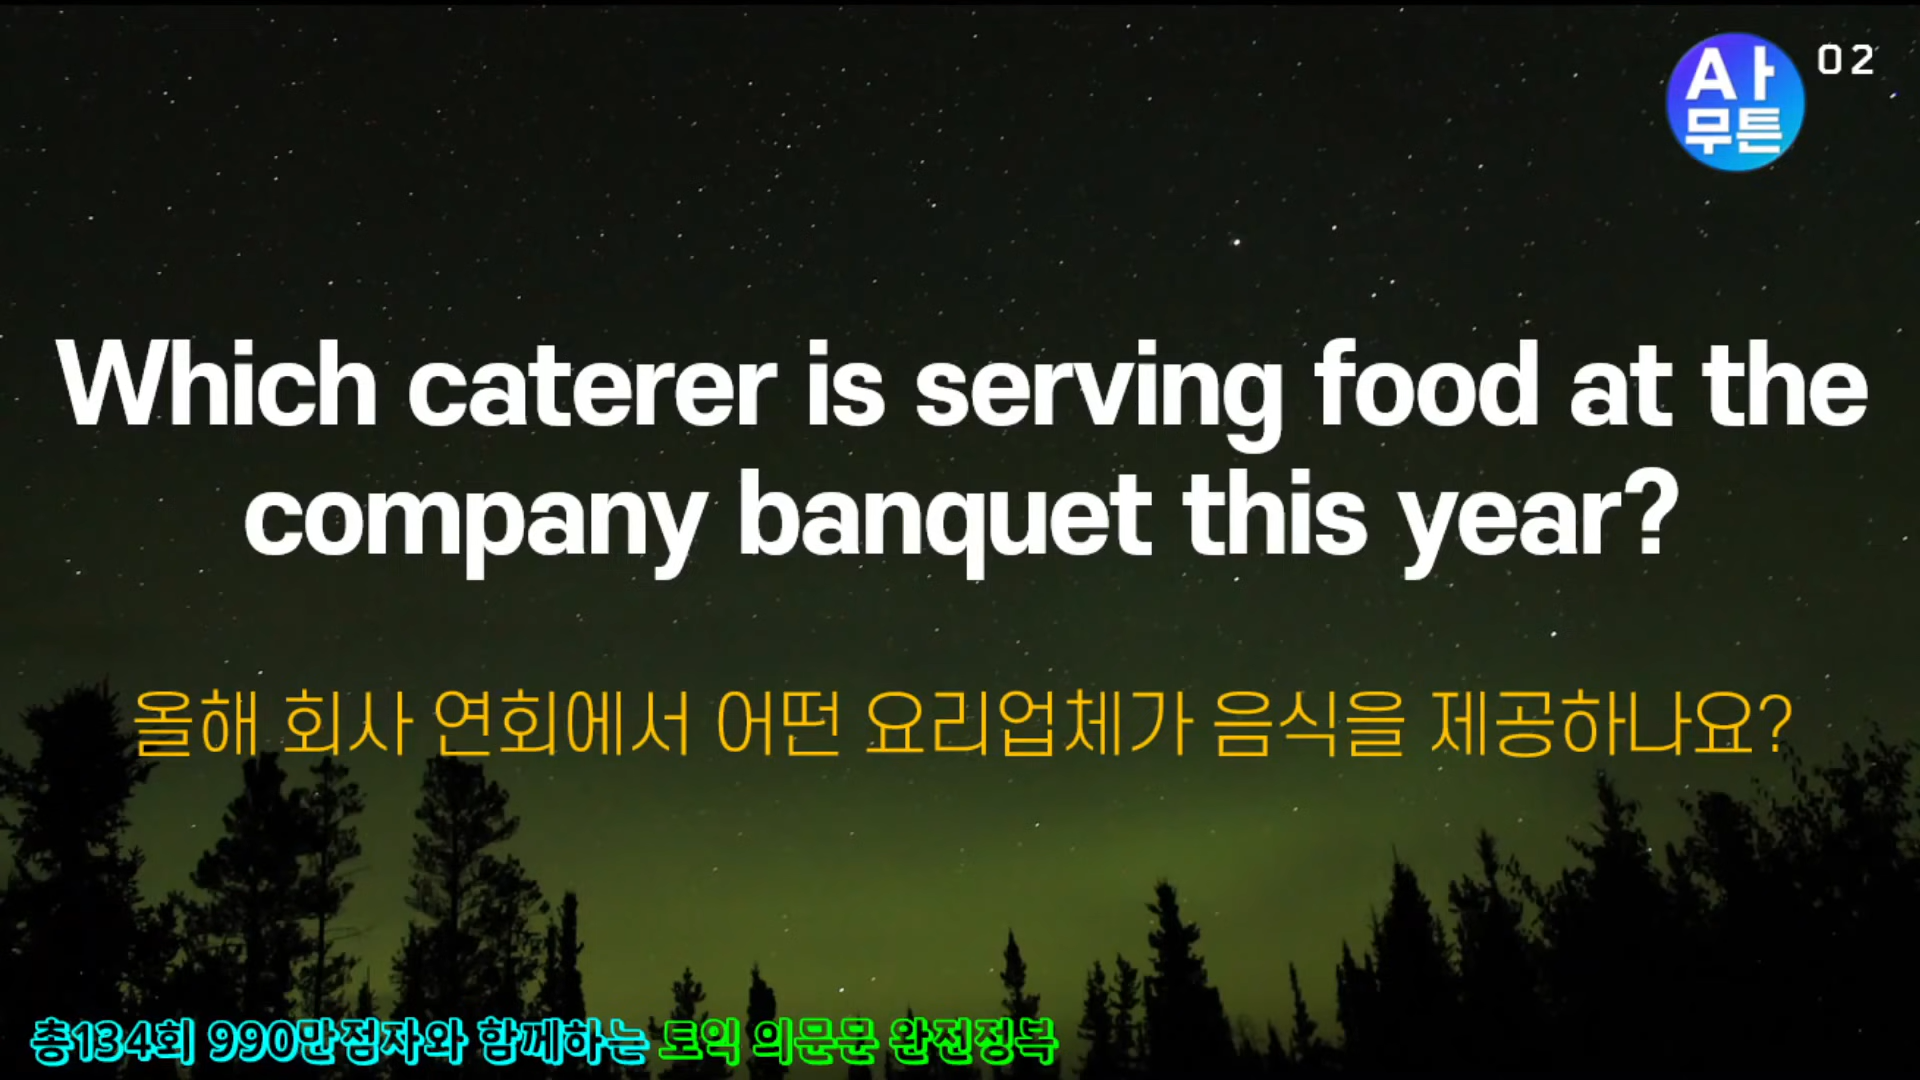 사
무튼
02
Which caterer is serving food at the
company banquet this year?
올해 회사 연회에서 어떤 요리업체가 음식을 제공하나요?
총134회 990만점자와 함께하는 토익 의문문 완전정복